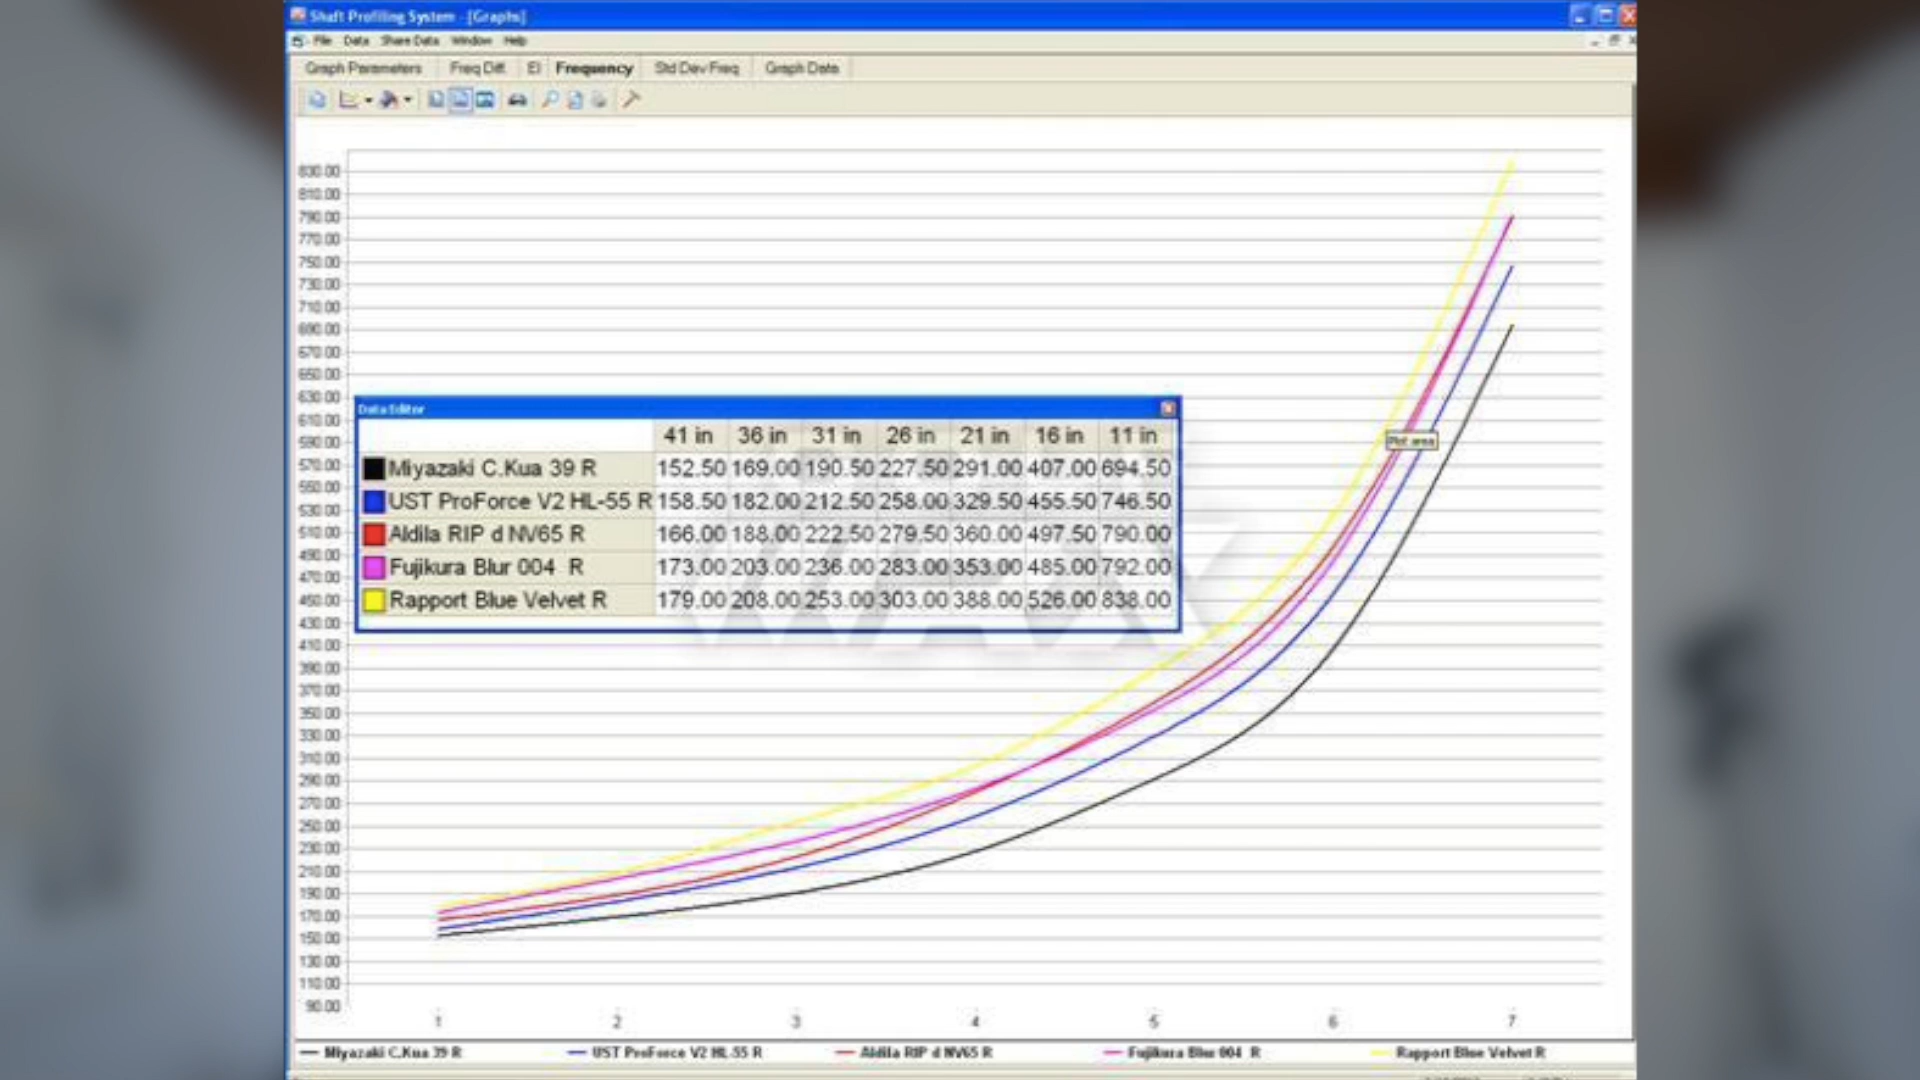 Shaft Profiling System - [Graphs]
File Data Share Data Window Help
Graph Parameters Freq Diff. EI Frequency Std Dev Freq Graph Data
830.00
810.00
790.00
770.00
750.00
730.00
710.00
690.00
670.00
650.00
630.00
610.00
590.00
570.00
550.00
530.00
510.00
490.00
470.00
450.00
430.00
410.00
390.00
370.00
350.00
330.00
310.00
290.00
270.00
250.00
230.00
210.00
190.00
170.00
150.00
130.00
110.00
90.00
Data Editor
41 in 36 in 31 in 26 in 21 in 16 in 11 in
Miyazaki C.Kua 39 R 152.50 169.00 190.50 227.50 291.00 407.00 694.50
UST ProForce V2 HL-55 R 158.50 182.00 212.50 258.00 329.50 455.50 746.50
Aldila RIP d NV65 R 166.00 188.00 222.50 279.50 360.00 497.50 790.00
Fujikura Blur 004 R 173.00 203.00 236.00 283.00 353.00 485.00 792.00
Rapport Blue Velvet R 179.00 208.00 253.00 303.00 388.00 526.00 838.00
Plot area
1 2 3 4 5 6 7
Miyazaki C.Kua 39 R UST ProForce V2 HL-55 R Aldila RIP d NV65 R Fujikura Blur 004 R Rapport Blue Velvet R